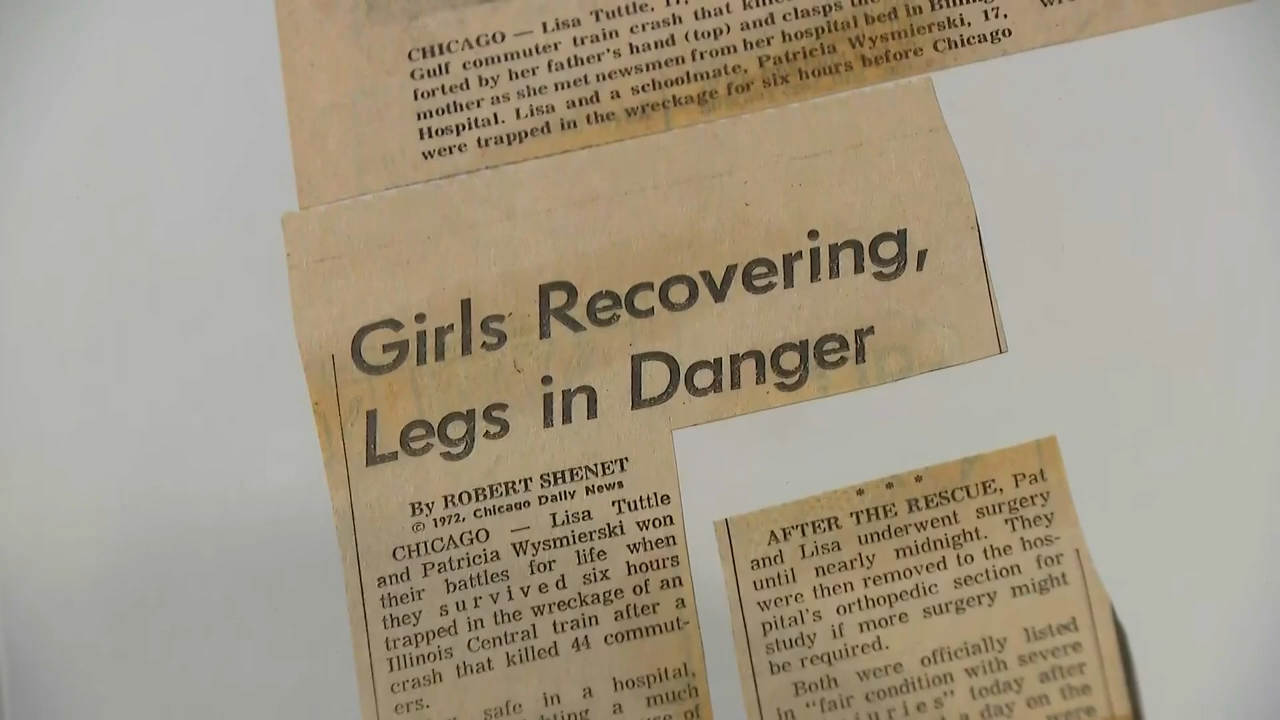 CHICAGO — Lisa Tuttle, 17,
Gulf commuter train crash that
forted by her father's hand (top) and clasps
mother as she met newsmen from her hospital bed in
Hospital. Lisa and a schoolmate, Patricia Wysmierski, 17,
were trapped in the wreckage for six hours before Chicago
Girls Recovering,
Legs in Danger
By ROBERT SHENET
© 1972, Chicago Daily News
CHICAGO — Lisa Tuttle
and Patricia Wysmierski won
their battles for life when
they survived six hours
trapped in the wreckage of an
Illinois Central train after a
crash that killed 44 commut-
ers.
safe in a hospital,
a much
of
* * *
AFTER THE RESCUE, Pat
and Lisa underwent surgery
until nearly midnight. They
were then removed to the hos-
pital's orthopedic section for
study if more surgery might
be required.
Both were officially listed
in "fair condition with severe
today after
a day on the
were